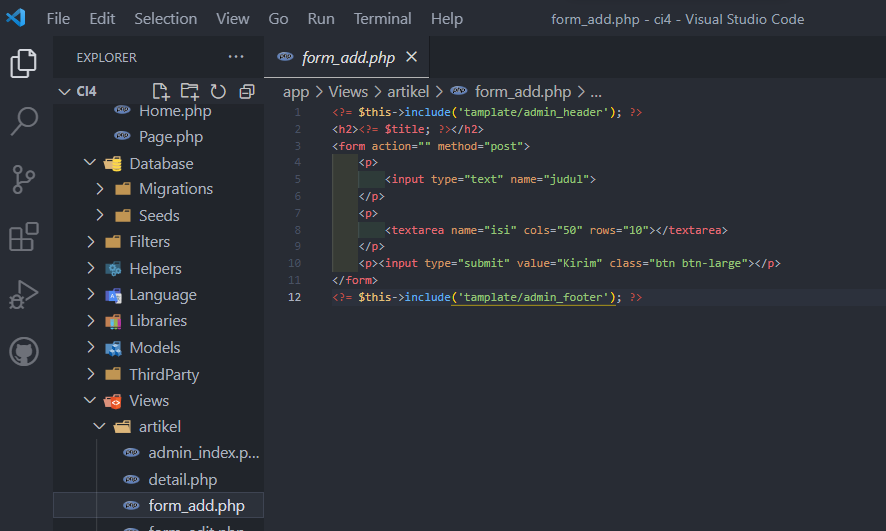 File Edit Selection View Go Run Terminal Help form_add.php - ci4 - Visual Studio Code
EXPLORER ...
CI4
Home.php
Page.php
Database
Migrations
Seeds
Filters
Helpers
Language
Libraries
Models
ThirdParty
Views
artikel
admin_index.p...
detail.php
form_add.php
form_edit.php
form_add.php
app > Views > artikel > form_add.php > ...
1 <?= $this->include('tamplate/admin_header'); ?>
2 <h2><?= $title; ?></h2>
3 <form action="" method="post">
4 <p>
5 <input type="text" name="judul">
6 </p>
7 <p>
8 <textarea name="isi" cols="50" rows="10"></textarea>
9 </p>
10 <p><input type="submit" value="Kirim" class="btn btn-large"></p>
11 </form>
12 <?= $this->include('tamplate/admin_footer'); ?>